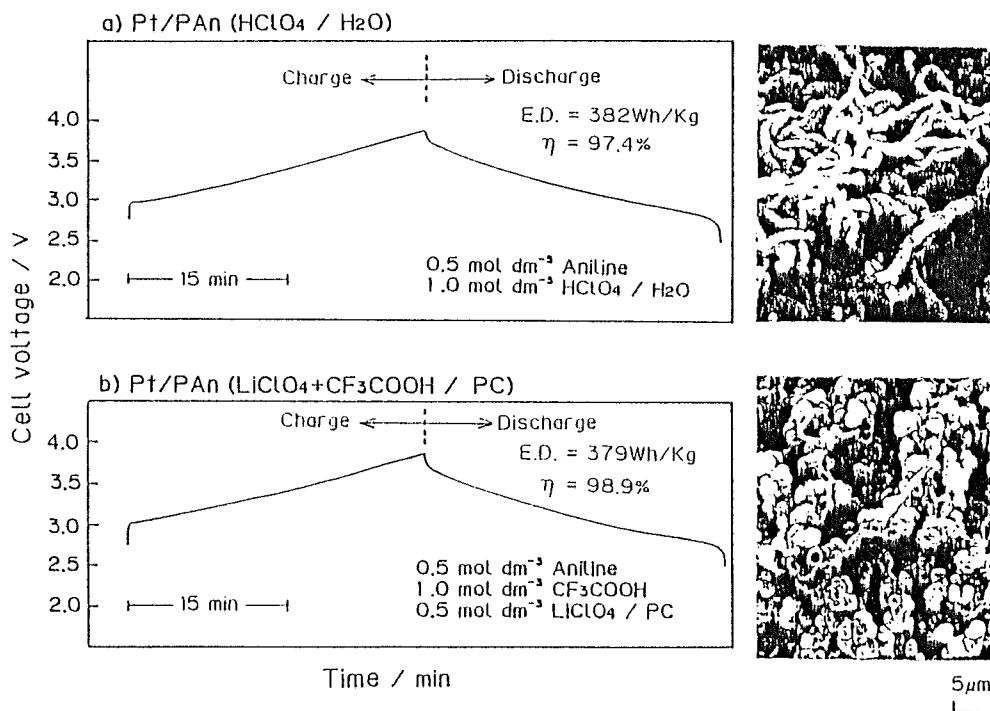 a) Pt/PAn (HClO4 / H2O)
Charge
Discharge
E.D. = 382Wh/Kg
η = 97.4%
4.0
3.5
3.0
2.5
2.0
15 min
0.5 mol dm⁻³ Aniline
1.0 mol dm⁻³ HClO4 / H2O
Cell voltage / V
b) Pt/PAn (LiClO4+CF3COOH / PC)
Charge
Discharge
E.D. = 379Wh/Kg
η = 98.9%
4.0
3.5
3.0
2.5
2.0
15 min
0.5 mol dm⁻³ Aniline
1.0 mol dm⁻³ CF3COOH
0.5 mol dm⁻³ LiClO4 / PC
Time / min
5μm